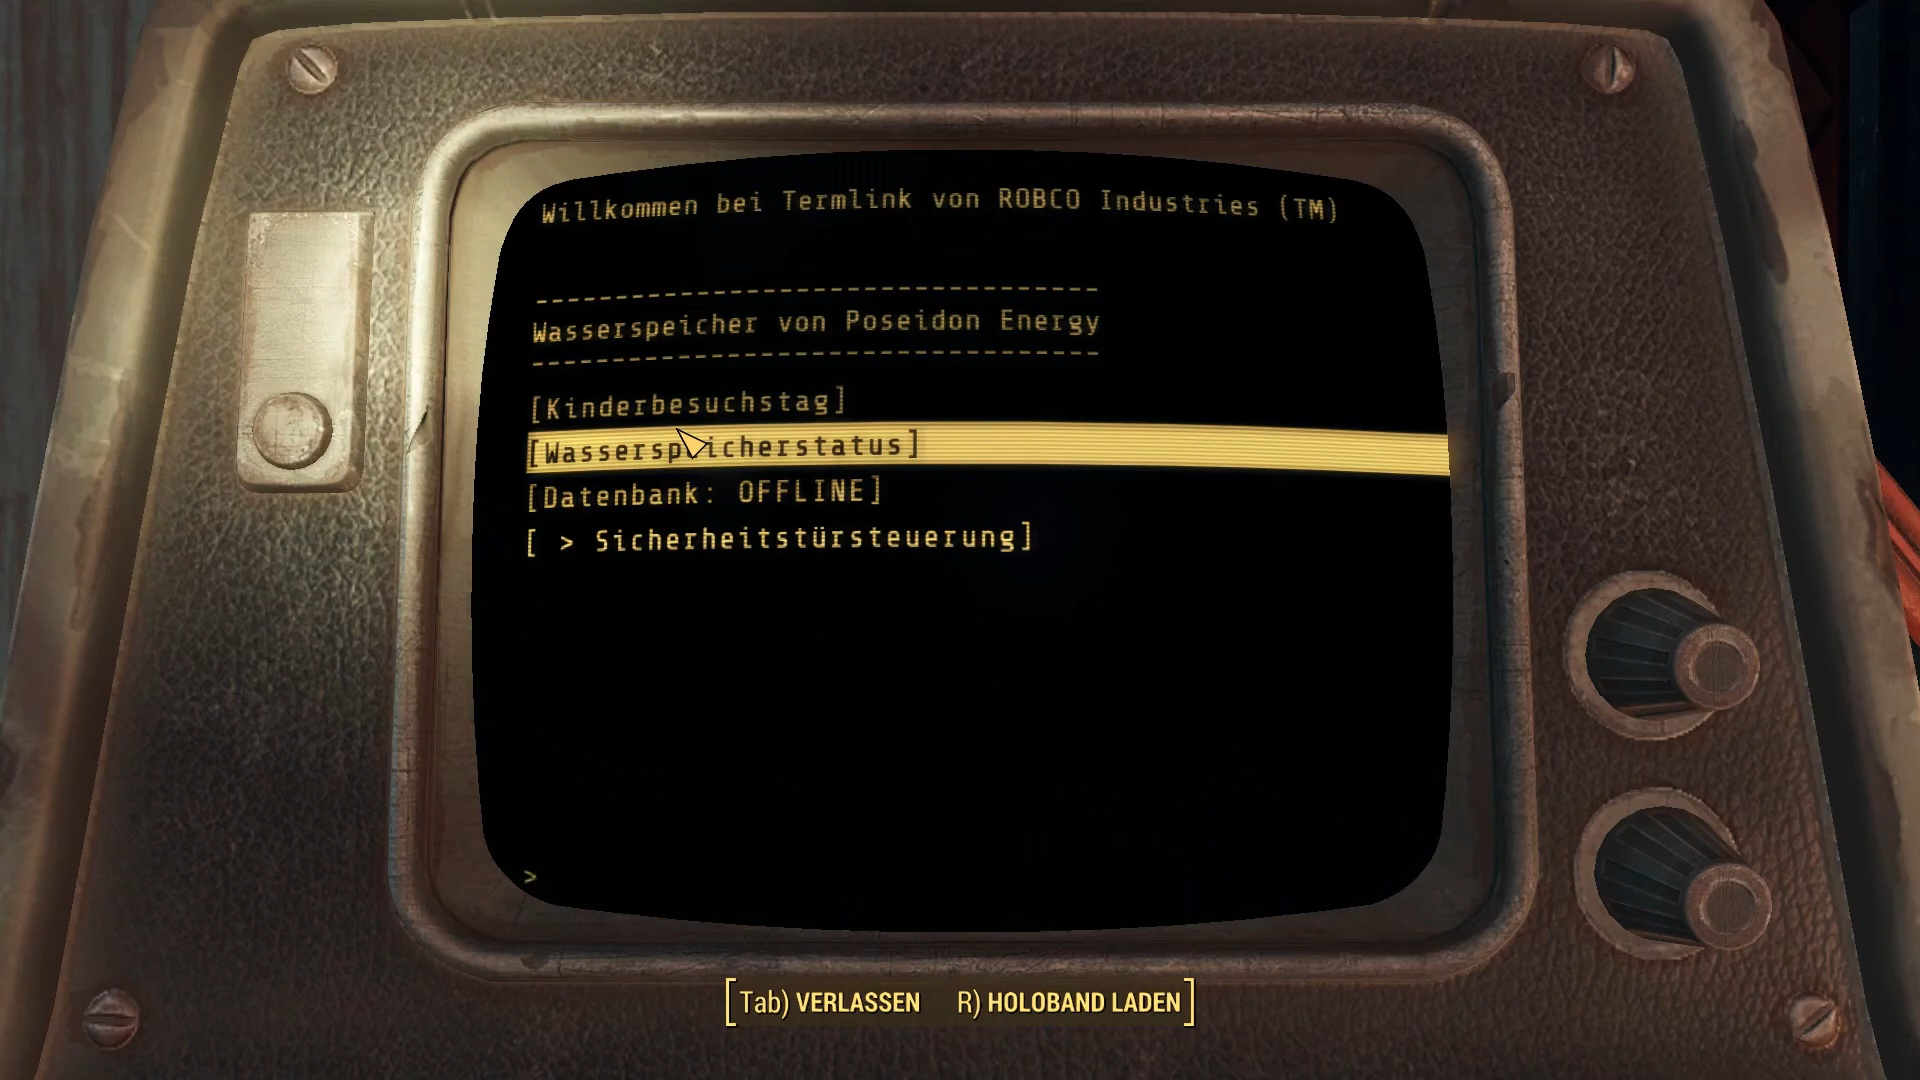 Willkommen bei Termlink von ROBCO Industries (TM)
----------------------------------
Wasserspeicher von Poseidon Energy
----------------------------------
[Kinderbesuchstag]
[Wasserspeicherstatus]
[Datenbank: OFFLINE]
[ > Sicherheitstürsteuerung]
>
[Tab) VERLASSEN R) HOLOBAND LADEN]